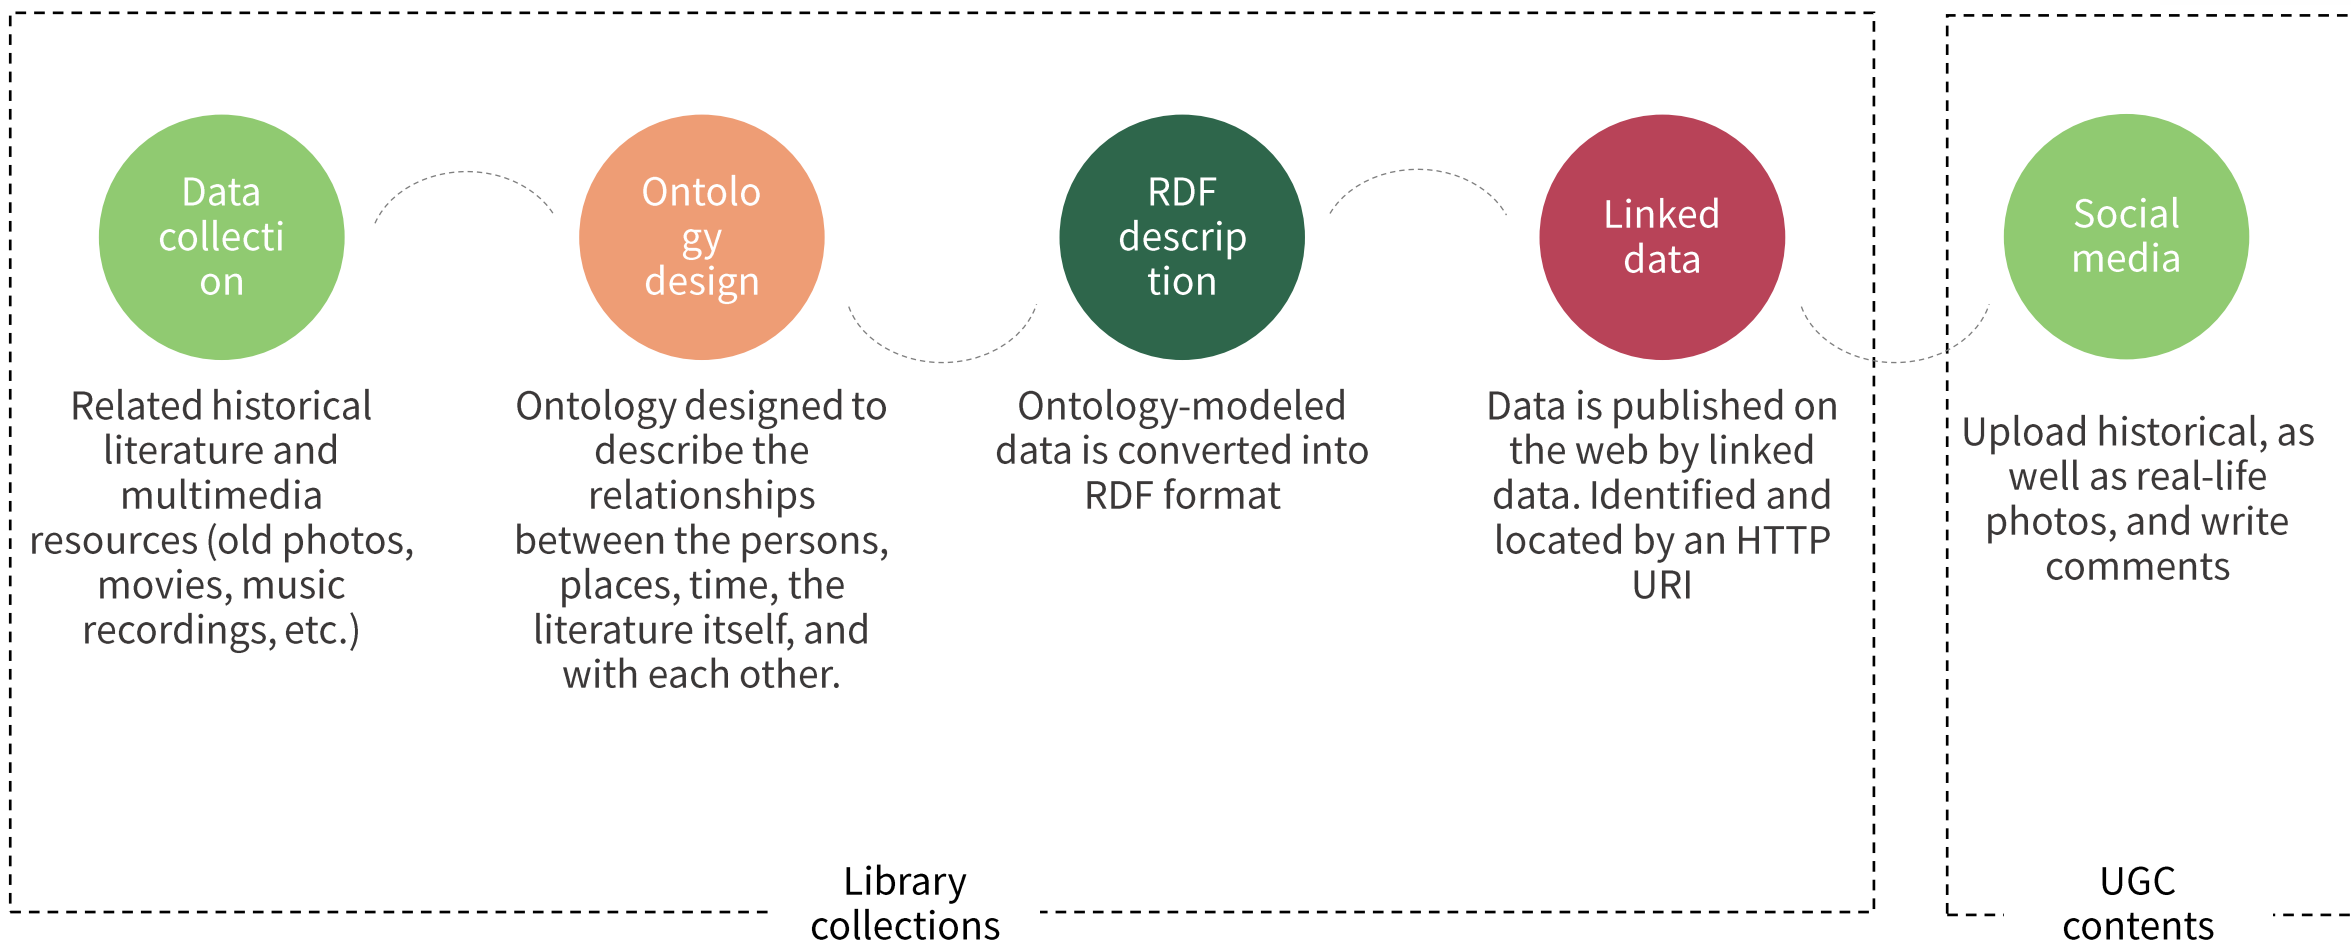 Data
collecti
on
Ontolo
gy
design
RDF
descrip
tion
Linked
data
Social
media
Related historical
literature and
multimedia
resources (old photos,
movies, music
recordings, etc.)
Ontology designed to
describe the
relationships
between the persons,
places, time, the
literature itself, and
with each other.
Ontology-modeled
data is converted into
RDF format
Data is published on
the web by linked
data. Identified and
located by an HTTP
URI
Upload historical, as
well as real-life
photos, and write
comments
Library
collections
UGC
contents